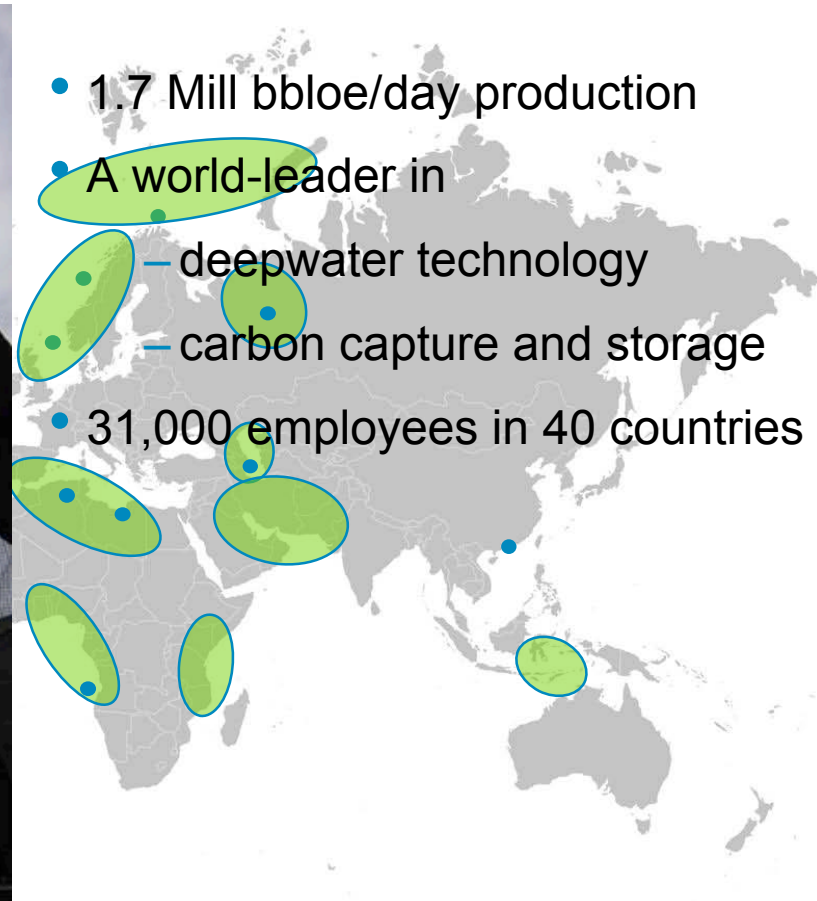 • 1.7 Mill bbloe/day production
• A world-leader in
– deepwater technology
– carbon capture and storage
• 31,000 employees in 40 countries